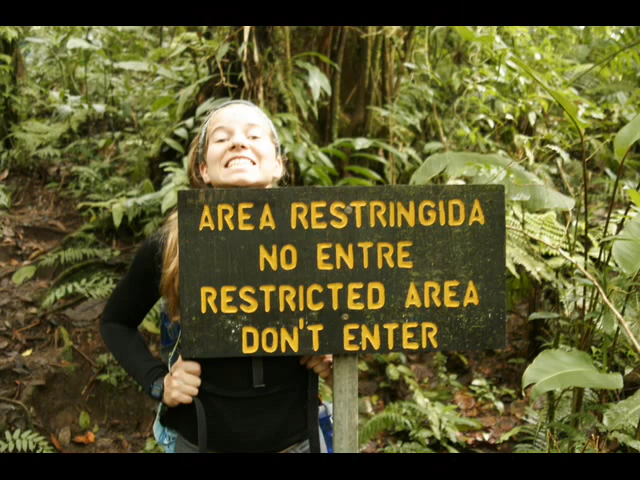 AREA RESTRINGIDA
NO ENTRE
RESTRICTED AREA
DON'T ENTER